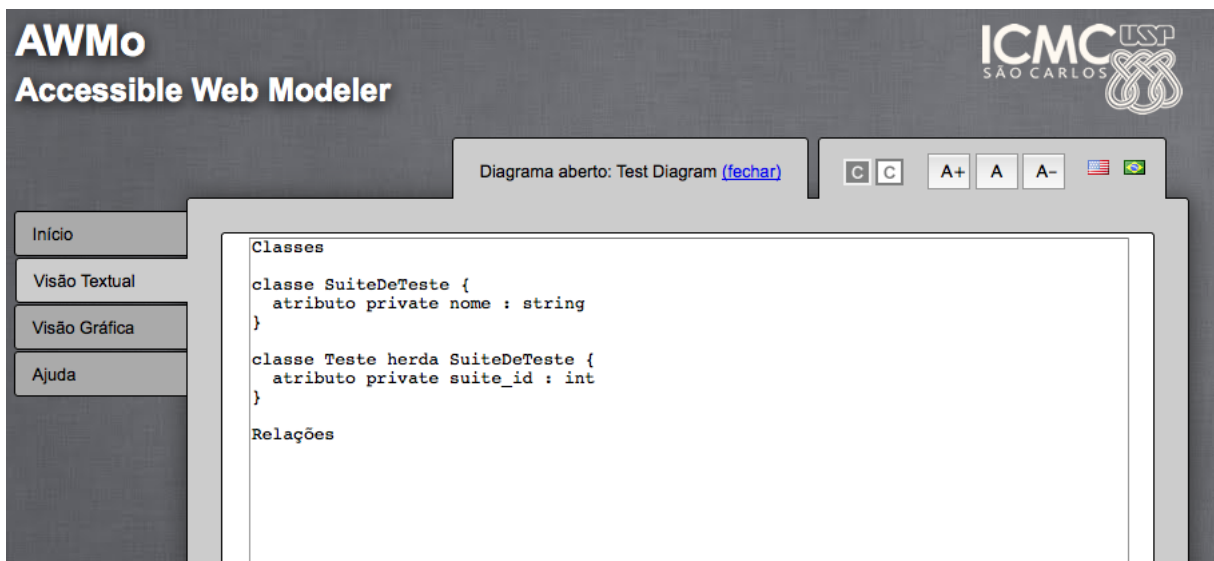 AWMo
Accessible Web Modeler
ICMC USP
SÃO CARLOS
Diagrama aberto: Test Diagram (fechar)
C C A+ A A-
Início
Visão Textual
Visão Gráfica
Ajuda
Classes
classe SuiteDeTeste {
  atributo private nome : string
}
classe Teste herda SuiteDeTeste {
  atributo private suite_id : int
}
Relações